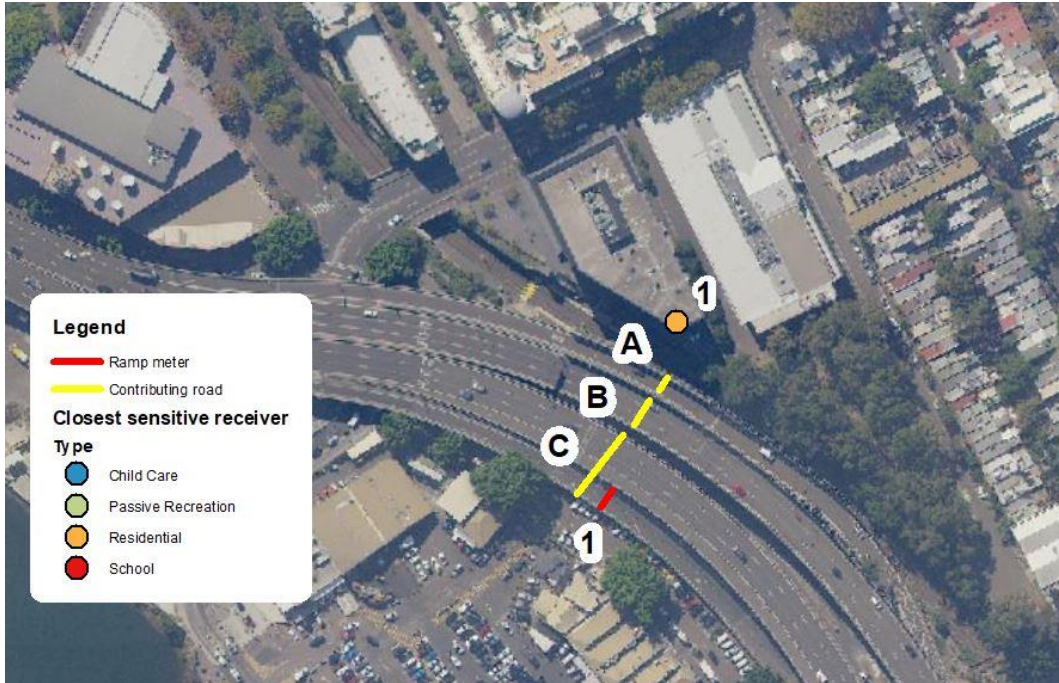 1
A
B
C
1
Legend
Ramp meter
Contributing road
Closest sensitive receiver
Type
Child Care
Passive Recreation
Residential
School